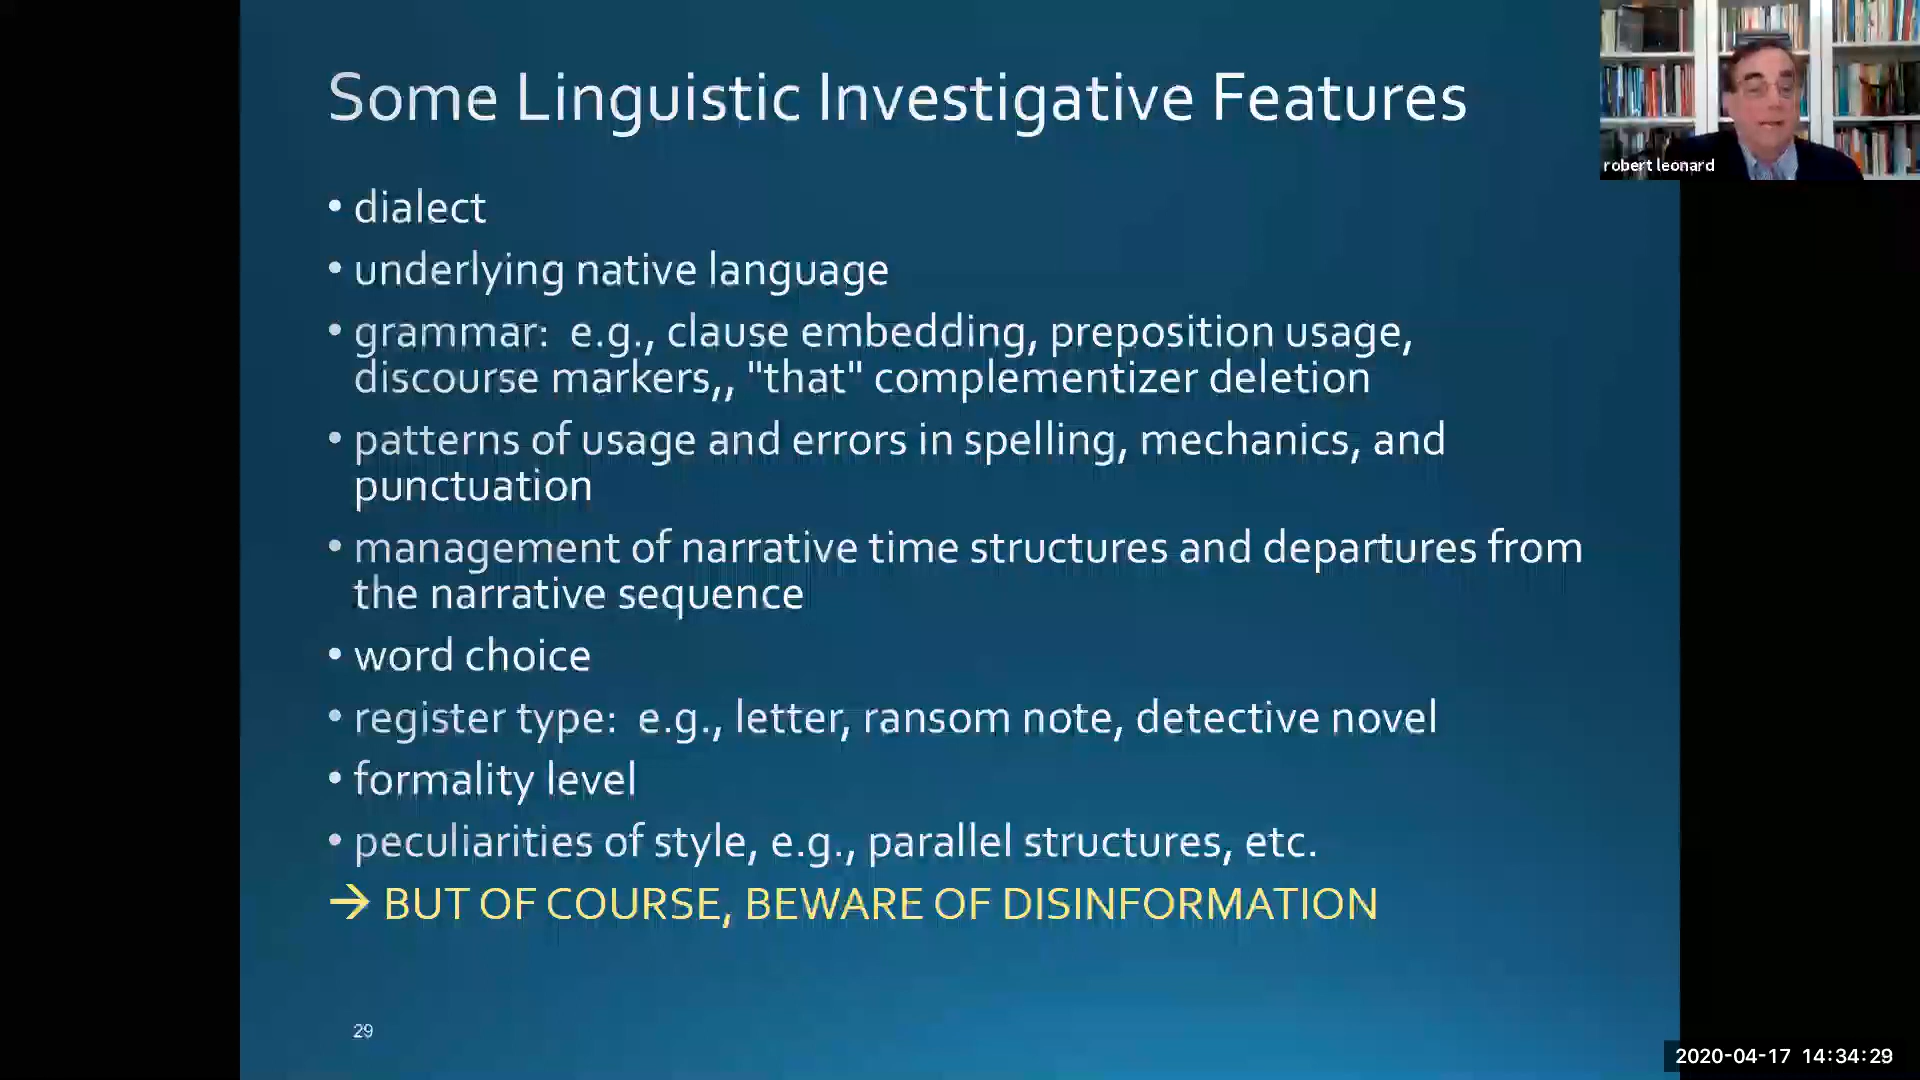 Some Linguistic Investigative Features
robert leonard
• dialect
• underlying native language
• grammar:  e.g., clause embedding, preposition usage,
discourse markers,, "that" complementizer deletion
• patterns of usage and errors in spelling, mechanics, and
punctuation
• management of narrative time structures and departures from
the narrative sequence
• word choice
• register type:  e.g., letter, ransom note, detective novel
• formality level
• peculiarities of style, e.g., parallel structures, etc.
→ BUT OF COURSE, BEWARE OF DISINFORMATION
29
2020-04-17 14:34:29